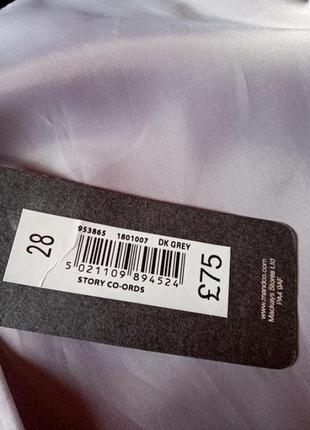 28
953865 1801007 DK GREY
5 021109 894524
STORY CO-ORDS
£75
www.mandco.com
Mackays Stores Ltd
PA4 9AF